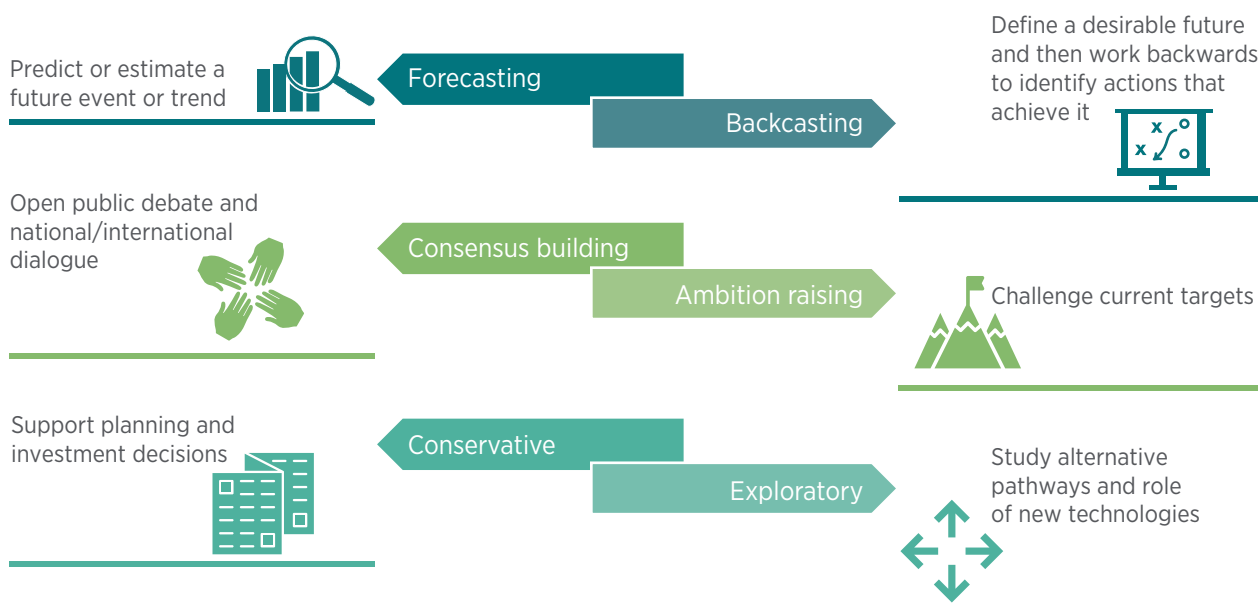 Predict or estimate a
future event or trend
Forecasting
Backcasting
Define a desirable future
and then work backwards
to identify actions that
achieve it
x
x
Open public debate and
national/international
dialogue
Consensus building
Ambition raising
Challenge current targets
Support planning and
investment decisions
Conservative
Exploratory
Study alternative
pathways and role
of new technologies